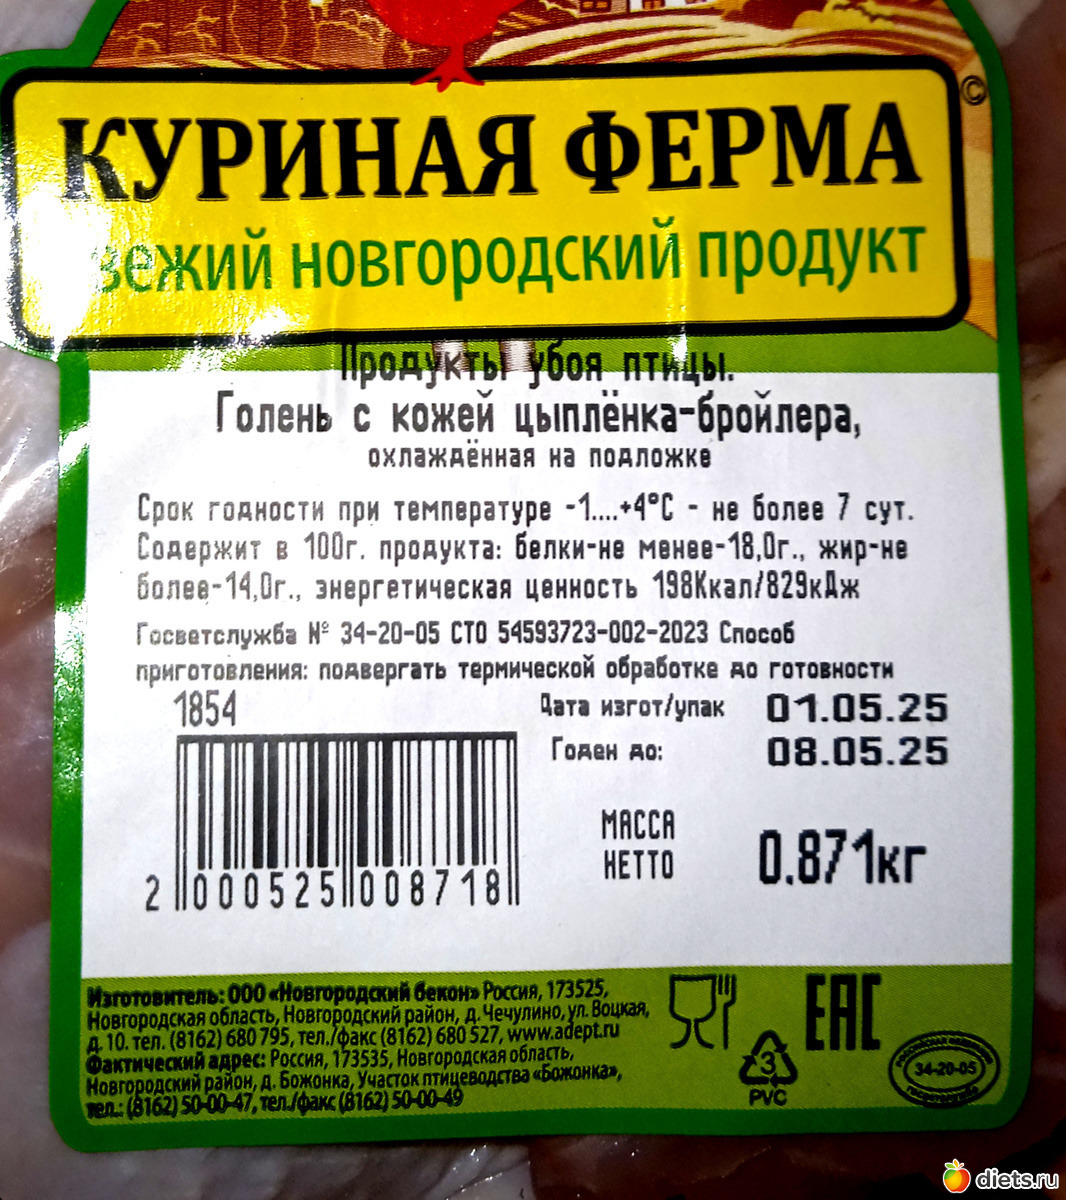 ©
КУРИНАЯ ФЕРМА
свежий новгородский продукт
Продукты убоя птицы.
Голень с кожей цыплёнка-бройлера,
охлаждённая на подложке
Срок годности при температуре -1....+4°С - не более 7 сут.
Содержит в 100г. продукта: белки-не менее-18,0г., жир-не
более-14,0г., энергетическая ценность 198Ккал/829кДж
Госветслужба № 34-20-05 СТО 54593723-002-2023 Способ
приготовления: подвергать термической обработке до готовности
1854
Дата изгот/упак 01.05.25
Годен до: 08.05.25
МАССА
НЕТТО 0.871кг
2 000525 008718
Изготовитель: ООО «Новгородский бекон» Россия, 173525,
Новгородская область, Новгородский район, д. Чечулино, ул. Воцкая,
д. 10. тел. (8162) 680 795, тел./факс (8162) 680 527, www.adept.ru
Фактический адрес: Россия, 173535, Новгородская область,
Новгородский район, д. Божонка, Участок птицеводства «Божонка»,
тел.: (8162) 50-00-47, тел./факс (8162) 50-00-49
EAC
3
PVC
34-20-05
diets.ru